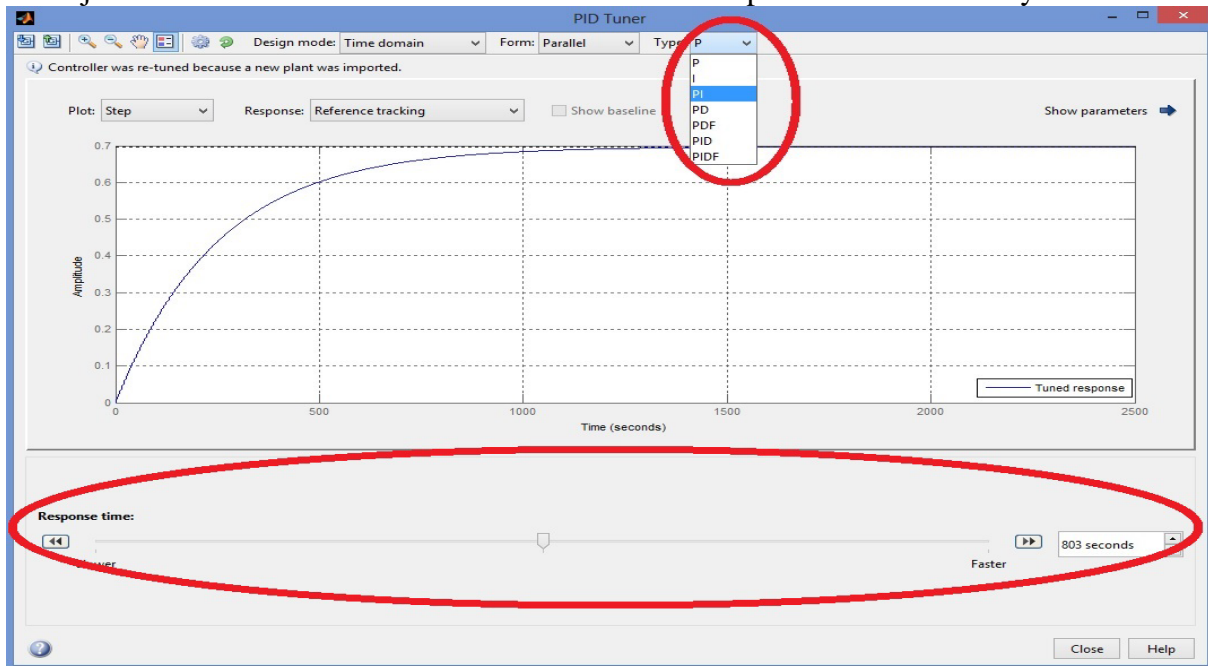 PID Tuner
Design mode: Time domain Form: Parallel Type: P
Controller was re-tuned because a new plant was imported.
P
I
PI
PD
PDF
PID
PIDF
Plot: Step Response: Reference tracking Show baseline Show parameters
0.7
0.6
0.5
0.4
0.3
0.2
0.1
0
Amplitude
Tuned response
0 500 1000 1500 2000 2500
Time (seconds)
Response time:
803 seconds
Faster
Close Help